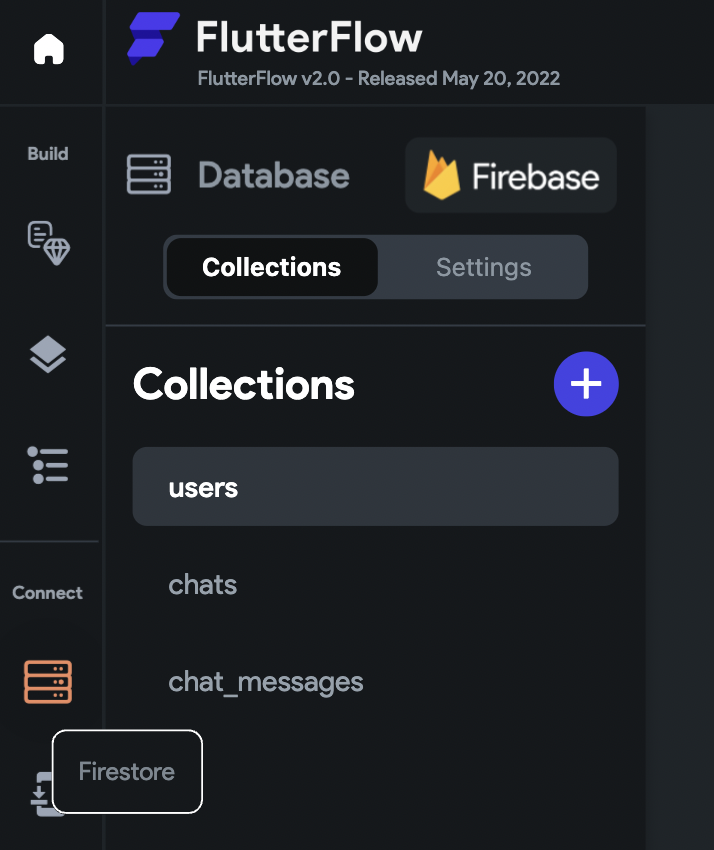 FlutterFlow
FlutterFlow v2.0 - Released May 20, 2022
Build
Database
Firebase
Collections
Settings
Collections
users
chats
Connect
chat_messages
Firestore